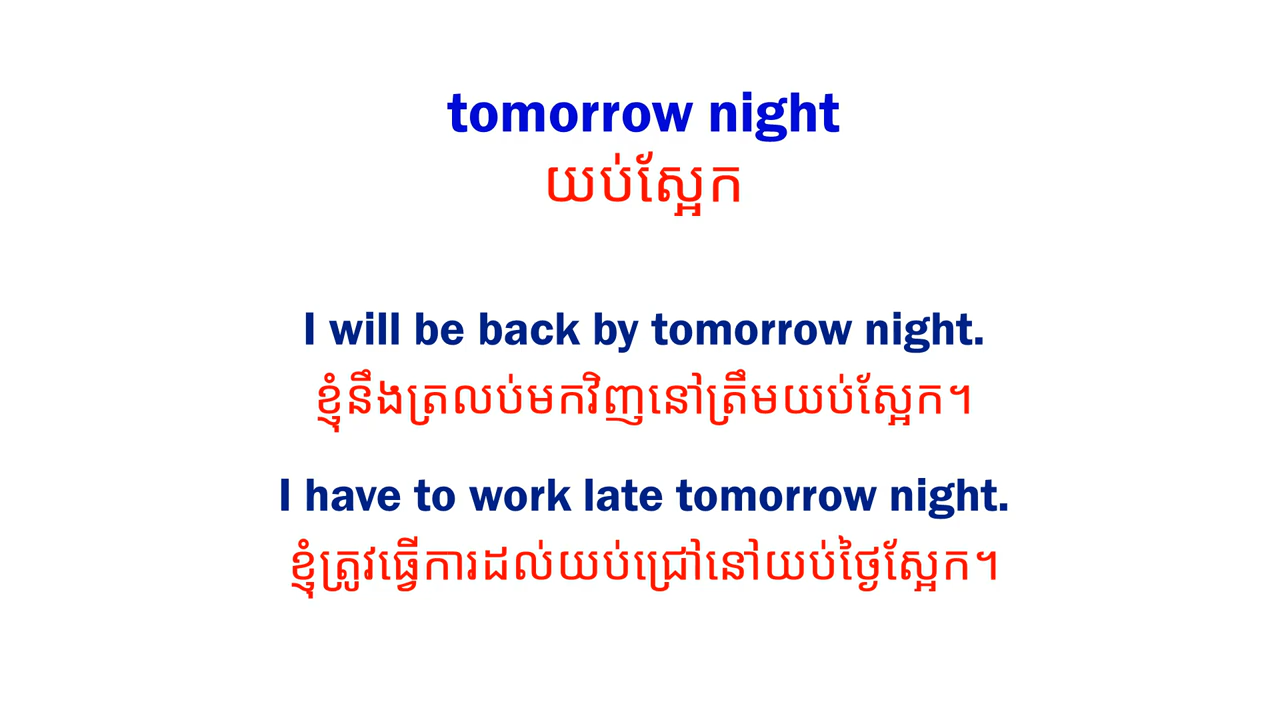 tomorrow night
យប់ស្អែក
I will be back by tomorrow night.
ខ្ញុំនឹងត្រលប់មកវិញនៅត្រឹមយប់ស្អែក។
I have to work late tomorrow night.
ខ្ញុំត្រូវធ្វើការដល់យប់ជ្រៅនៅយប់ថ្ងៃស្អែក។